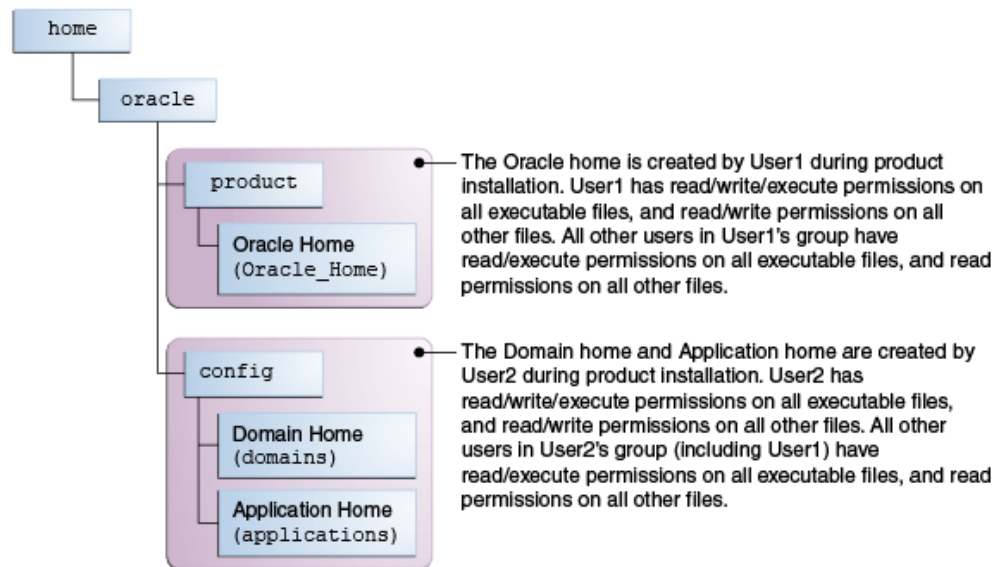 home
oracle
product
Oracle Home
(Oracle_Home)
The Oracle home is created by User1 during product
installation. User1 has read/write/execute permissions on
all executable files, and read/write permissions on all
other files. All other users in User1's group have
read/execute permissions on all executable files, and read
permissions on all other files.
config
Domain Home
(domains)
Application Home
(applications)
The Domain home and Application home are created by
User2 during product installation. User2 has
read/write/execute permissions on all executable files,
and read/write permissions on all other files. All other
users in User2's group (including User1) have
read/execute permissions on all executable files, and read
permissions on all other files.